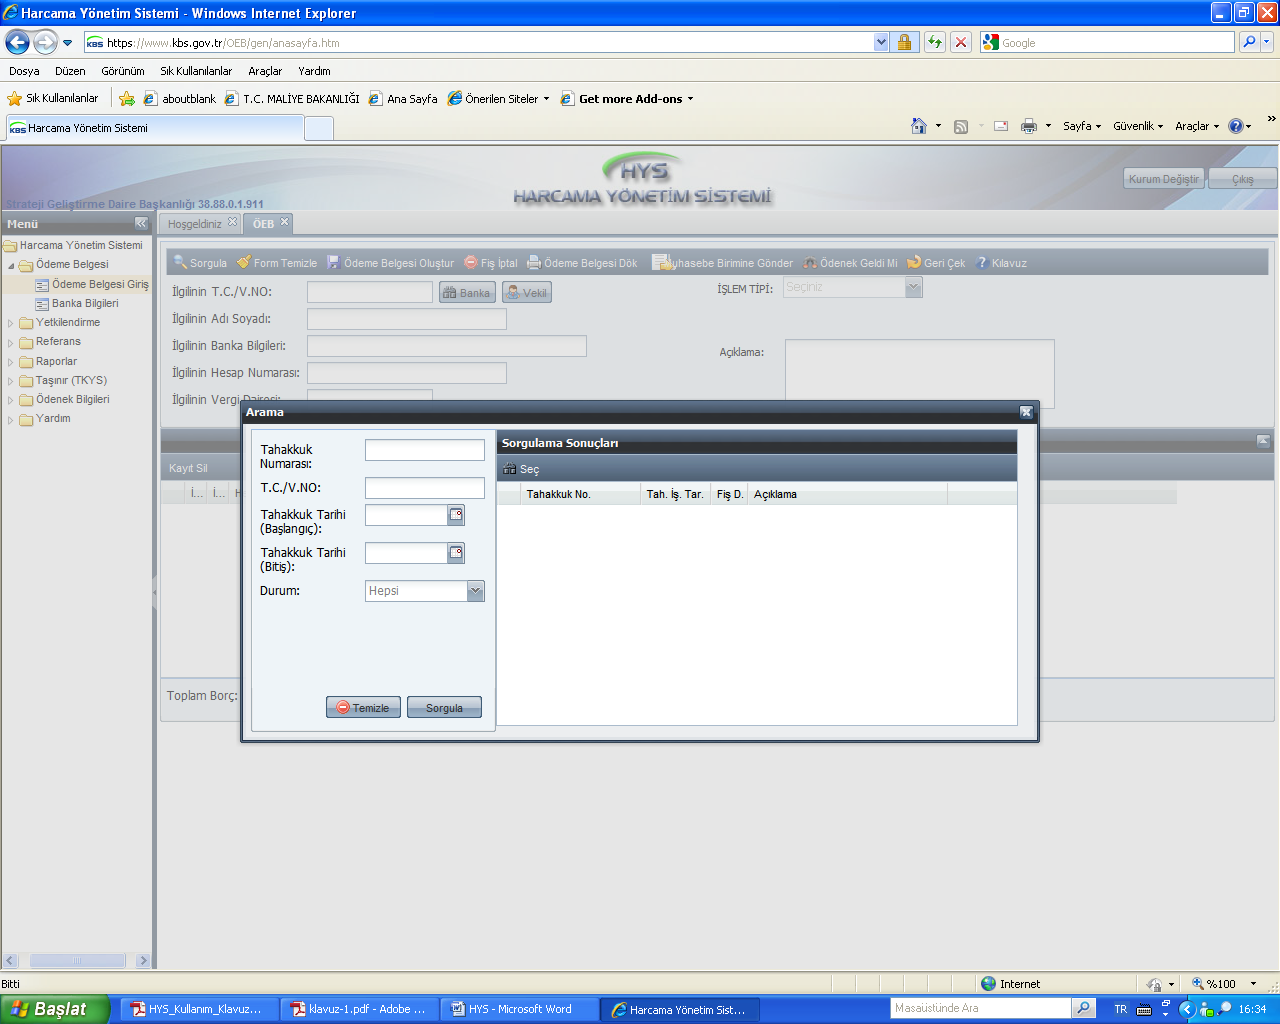 Harcama Yönetim Sistemi - Windows Internet Explorer
https://www.kbs.gov.tr/OEB/gen/anasayfa.htm
Google
Dosya Düzen Görünüm Sık Kullanılanlar Araçlar Yardım
Sık Kullanılanlar aboutblank T.C. MALİYE BAKANLIĞI Ana Sayfa Önerilen Siteler Get more Add-ons
KBS Harcama Yönetim Sistemi
Sayfa Güvenlik Araçlar
HYS
HARCAMA YÖNETİM SİSTEMİ
Kurum Değiştir Çıkış
Strateji Geliştirme Daire Başkanlığı 38.88.0.1.911
Menü
Hoşgeldiniz ÖEB
Harcama Yönetim Sistemi
Ödeme Belgesi
Ödeme Belgesi Giriş
Banka Bilgileri
Yetkilendirme
Referans
Raporlar
Taşınır (TKYS)
Ödenek Bilgileri
Yardım
Sorgula Form Temizle Ödeme Belgesi Oluştur Fiş İptal Ödeme Belgesi Dök uhasebe Birimine Gönder Ödenek Geldi Mi Geri Çek Kılavuz
İlgilinin T.C./V.NO: Banka Vekil
İŞLEM TİPİ: Seçiniz
İlgilinin Adı Soyadı:
İlgilinin Banka Bilgileri:
Açıklama:
İlgilinin Hesap Numarası:
İlgilinin Vergi Dairesi:
Kayıt Sil
İ... İ... H
Toplam Borç:
Arama
Tahakkuk
Numarası:
T.C./V.NO:
Tahakkuk Tarihi
(Başlangıç):
Tahakkuk Tarihi
(Bitiş):
Durum: Hepsi
Temizle Sorgula
Sorgulama Sonuçları
Seç
Tahakkuk No. Tah. İş. Tar. Fiş D. Açıklama
Bitti
Internet
%100
Başlat HYS_Kullanım_Klavuz... klavuz-1.pdf - Adobe ... HYS - Microsoft Word Harcama Yönetim Sist...
Masaüstünde Ara
TR
16:34